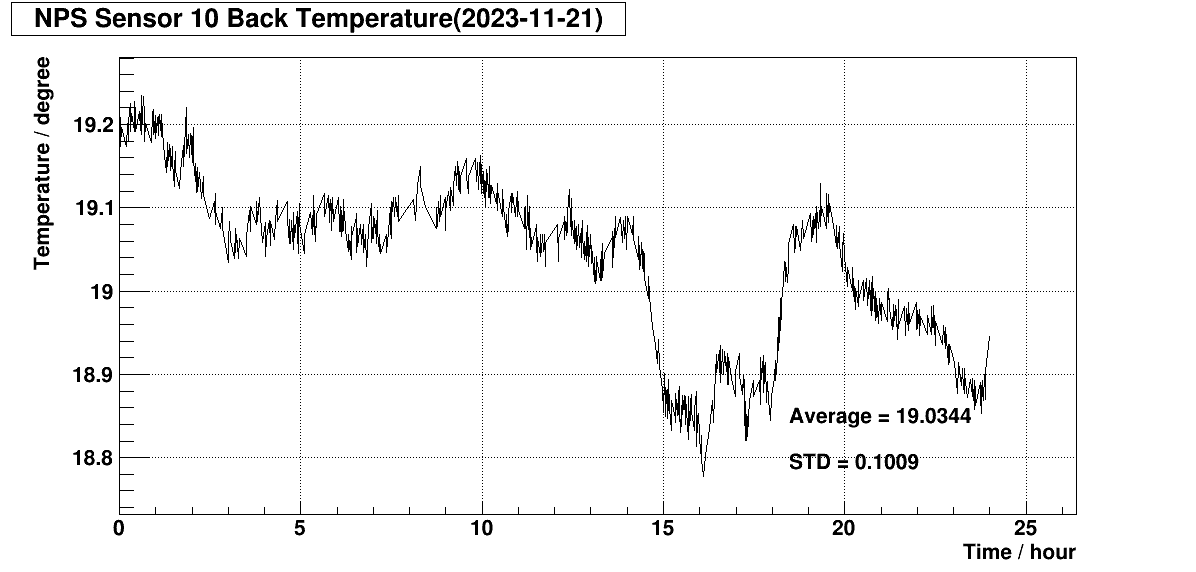 NPS Sensor 10 Back Temperature(2023-11-21)
Temperature / degree
19.2
19.1
19
18.9
18.8
Average = 19.0344
STD = 0.1009
0 5 10 15 20 25
Time / hour